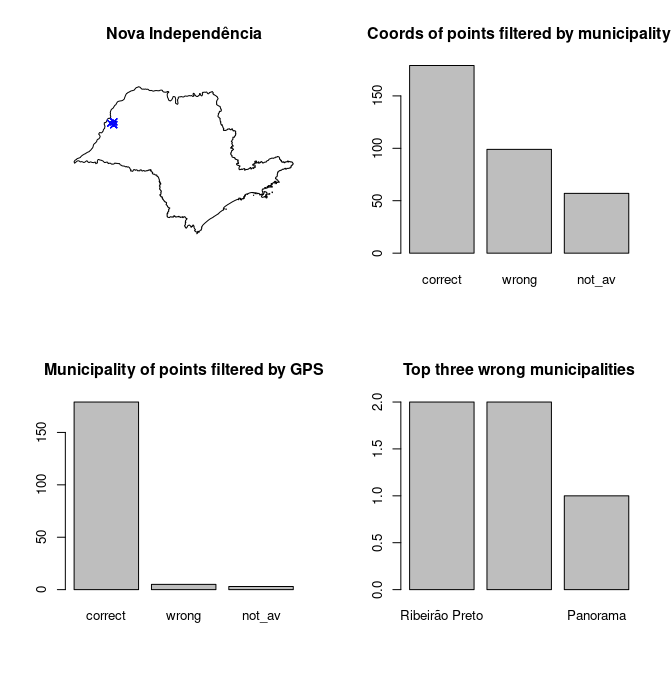 Nova Independência
Coords of points filtered by municipality
150
100
50
0
correct wrong not_av
Municipality of points filtered by GPS
150
100
50
0
correct wrong not_av
Top three wrong municipalities
2.0
1.5
1.0
0.5
0.0
Ribeirão Preto Panorama